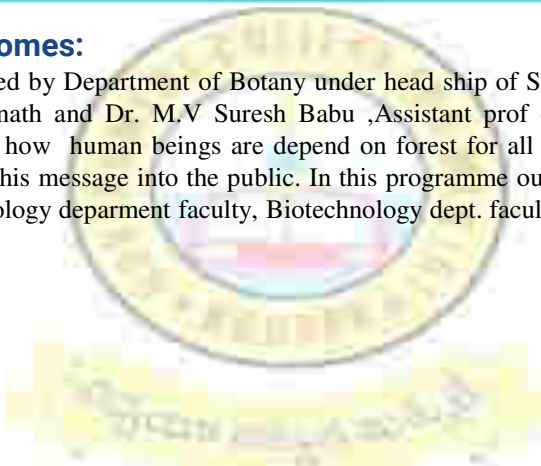 omes:
ed by Department of Botany under head ship of S
nath and Dr. M.V Suresh Babu ,Assistant prof
how human beings are depend on forest for all
his message into the public. In this programme ou
ology deparment faculty, Biotechnology dept. facul